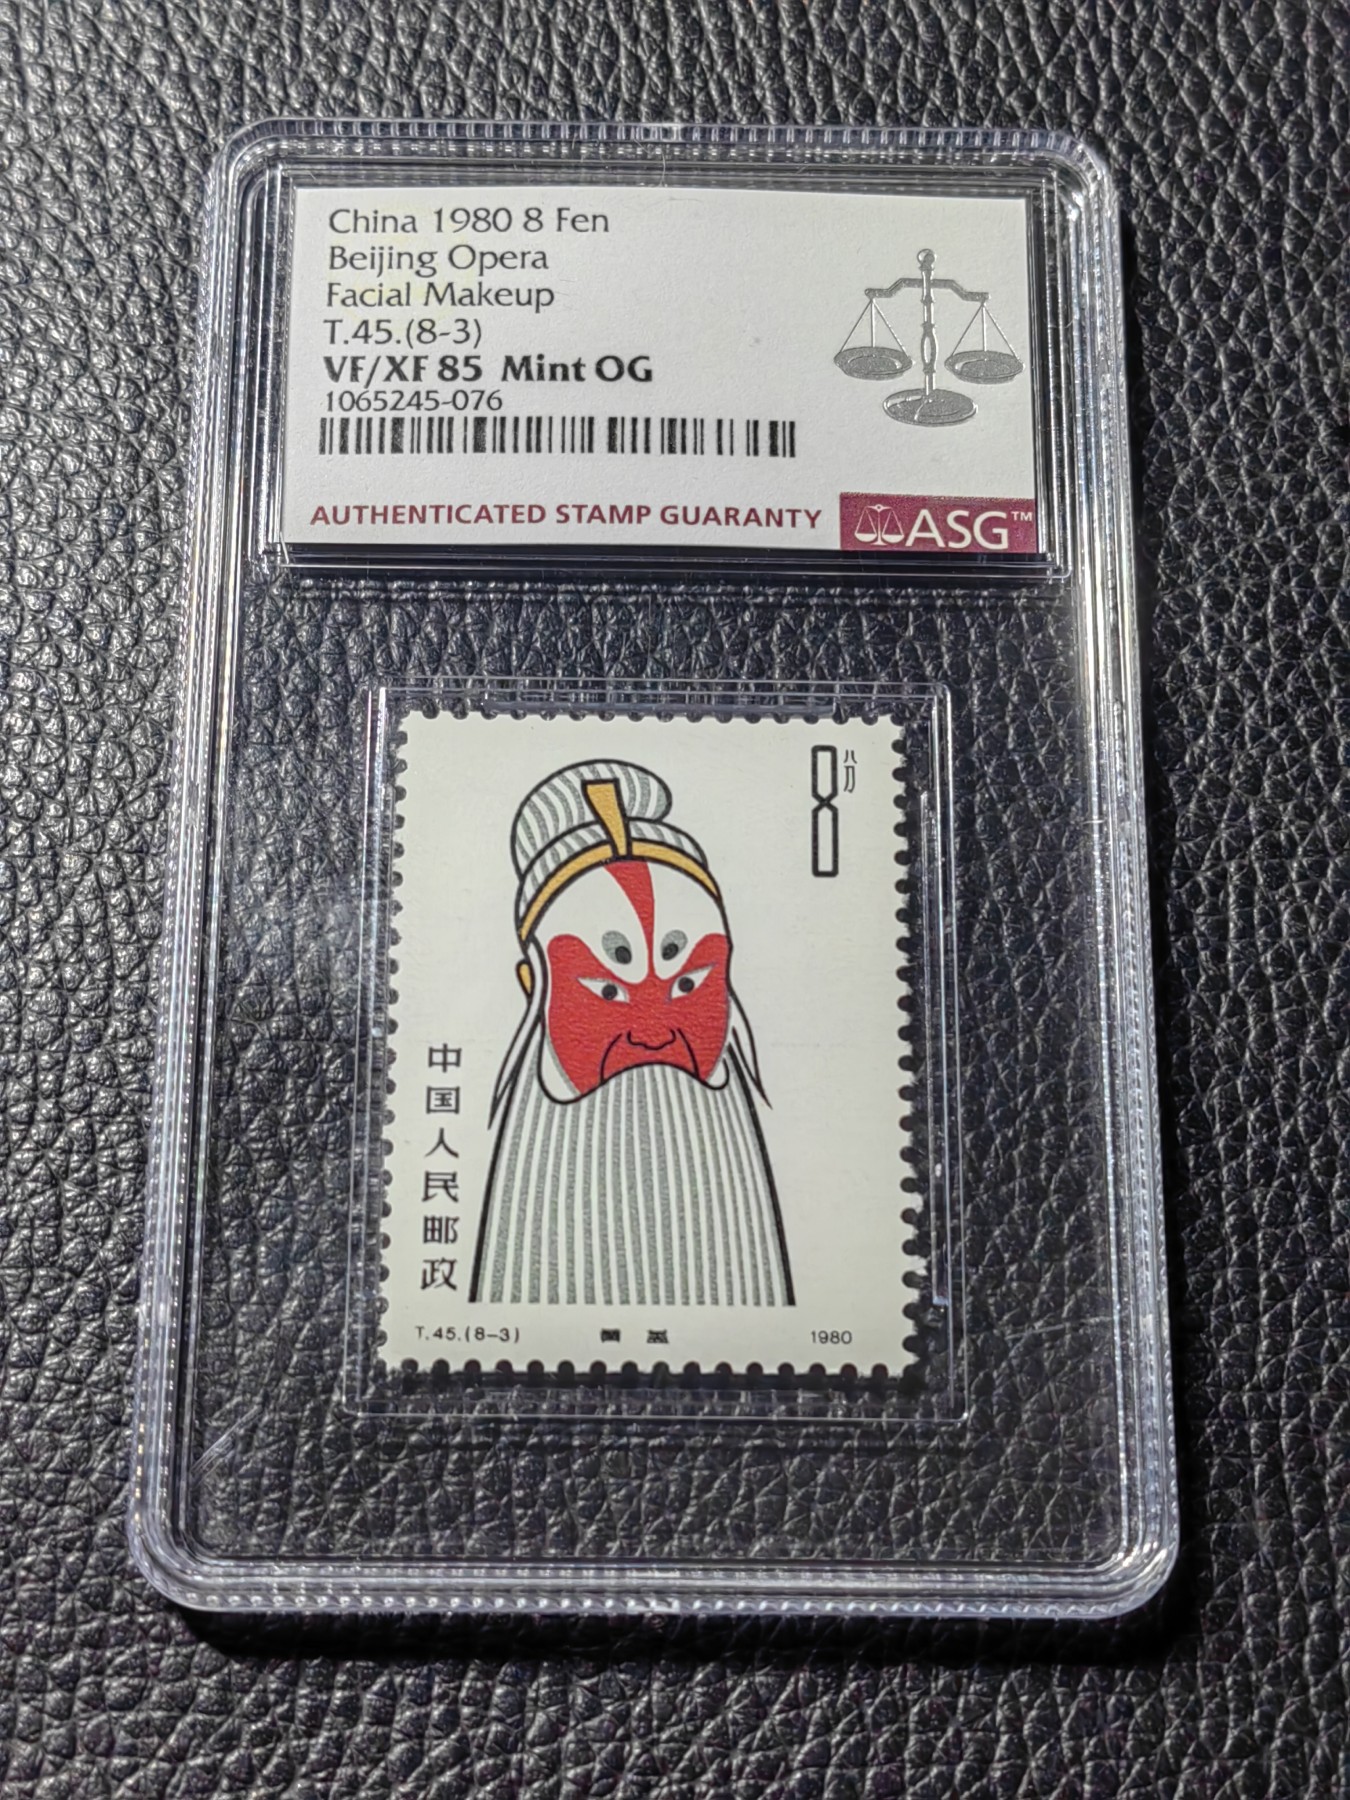 China 1980 8 Fen
Beijing Opera
Facial Makeup
T.45.(8-3)
VF/XF 85 Mint OG
1065245-076
AUTHENTICATED STAMP GUARANTY
ASG™
8分
中国人民邮政
T.45.(8-3)
1980